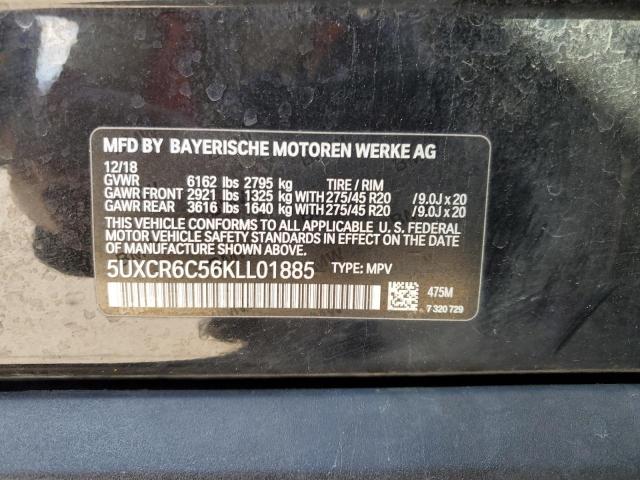 MFD BY BAYERISCHE MOTOREN WERKE AG
12/18
GVWR 6162 lbs 2795 kg TIRE / RIM
GAWR FRONT 2921 lbs 1325 kg WITH 275/45 R20 / 9.0J x 20
GAWR REAR 3616 lbs 1640 kg WITH 275/45 R20 / 9.0J x 20
THIS VEHICLE CONFORMS TO ALL APPLICABLE U. S. FEDERAL
MOTOR VEHICLE SAFETY STANDARDS IN EFFECT ON THE DATE
OF MANUFACTURE SHOWN ABOVE.
5UXCR6C56KLL01885 TYPE: MPV
475M
7 320 729